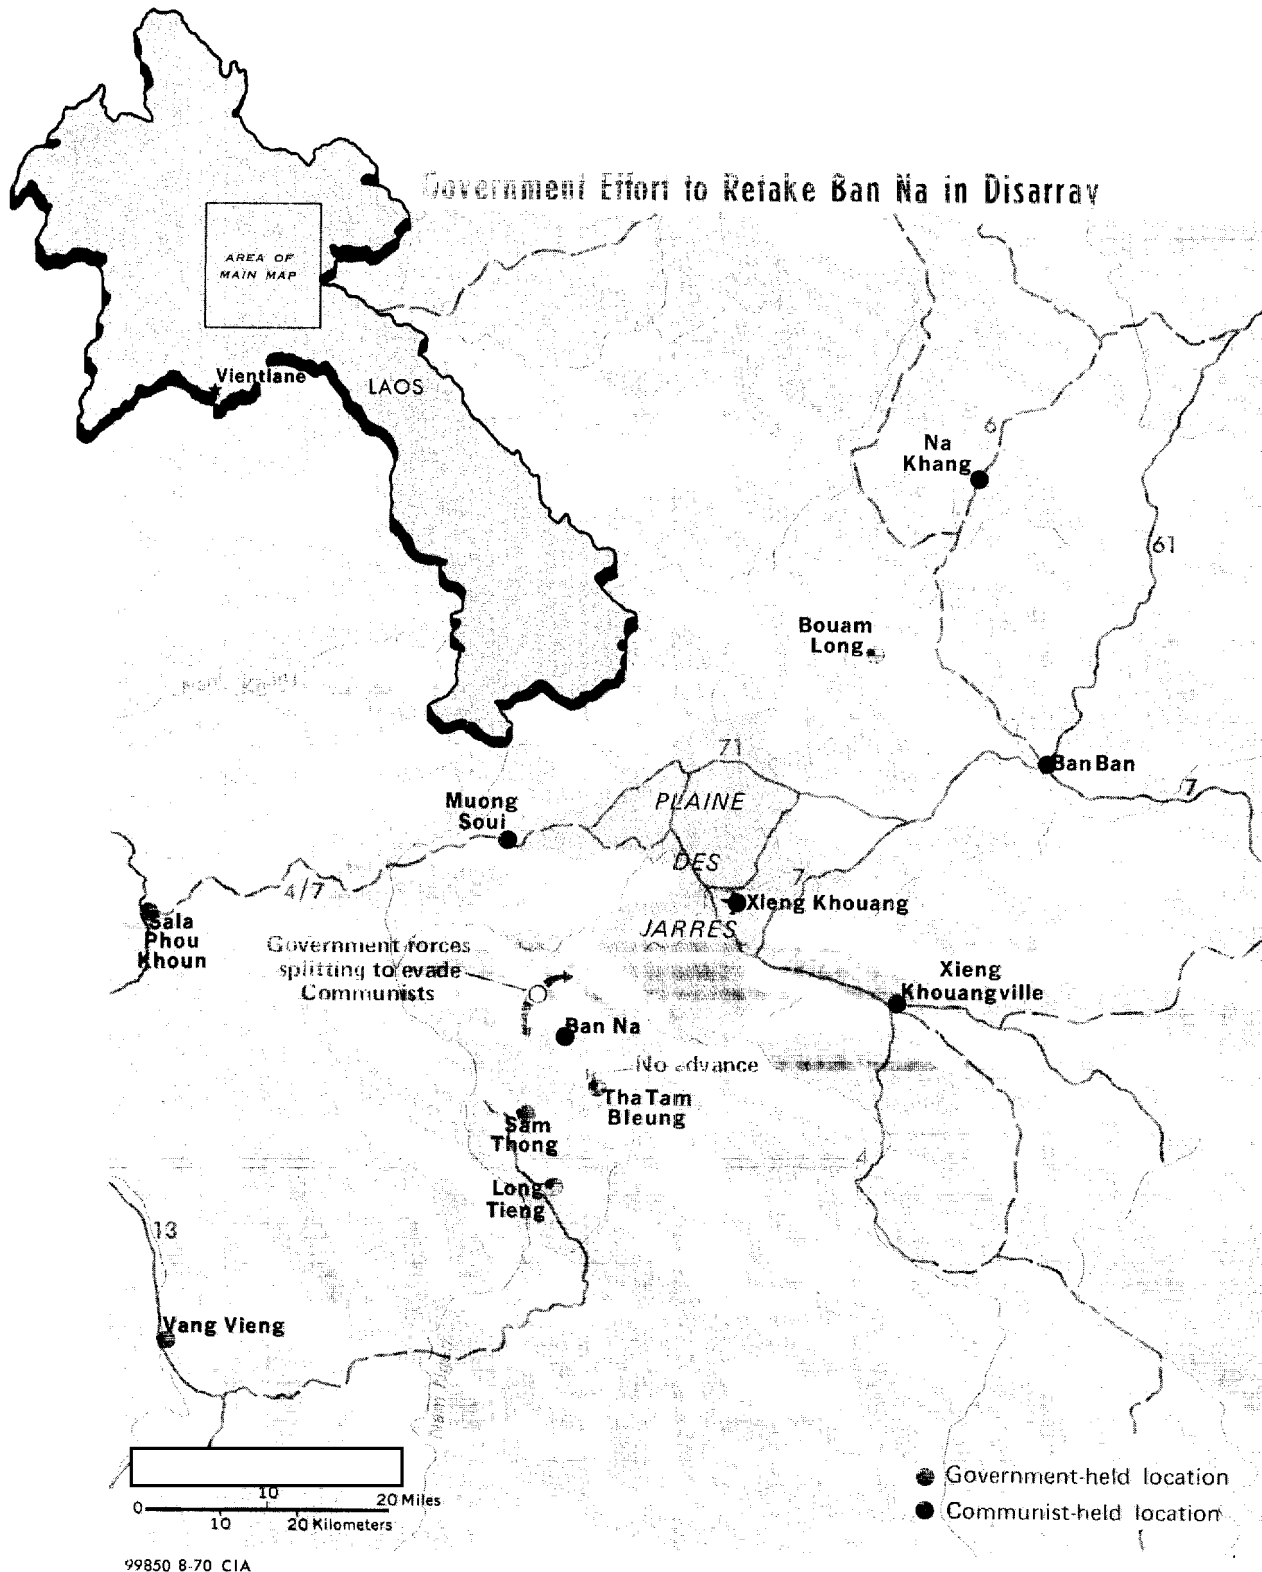 Government Effort to Retake Ban Na in Disarray
AREA OF
MAIN MAP
Vientiane
LAOS
6
Na
Khang
61
Bouam
Long
71
Ban Ban
7
PLAINE
DES
JARRES
Muong
Soui
7
4/7
Xieng Khouang
Sala
Phou
Khoun
Government forces
splitting to evade
Communists
Xieng
Khouangville
Ban Na
No advance
Tha Tam
Bleung
Sam
Thong
4
Long
Tieng
13
Vang Vieng
Government-held location
Communist-held location
0 10 20 Miles
10 20 Kilometers
99850 8-70 CIA